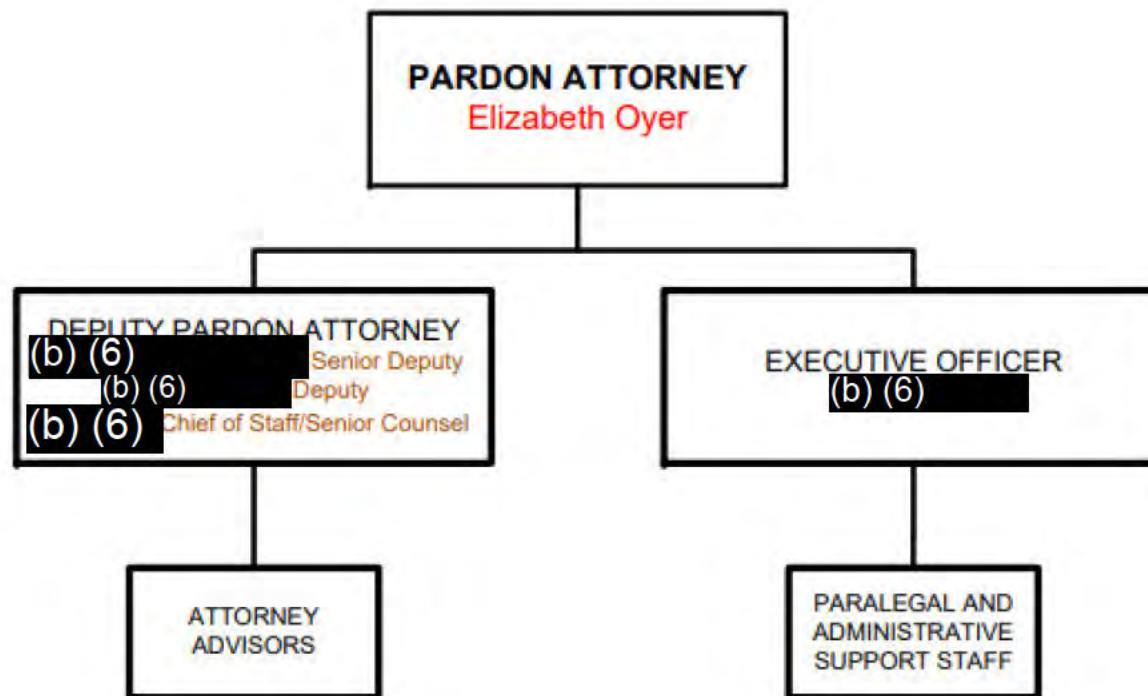 PARDON ATTORNEY
Elizabeth Oyer
DEPUTY PARDON ATTORNEY
(b) (6) Senior Deputy
(b) (6) Deputy
(b) (6) Chief of Staff/Senior Counsel
EXECUTIVE OFFICER
(b) (6)
ATTORNEY
ADVISORS
PARALEGAL AND
ADMINISTRATIVE
SUPPORT STAFF